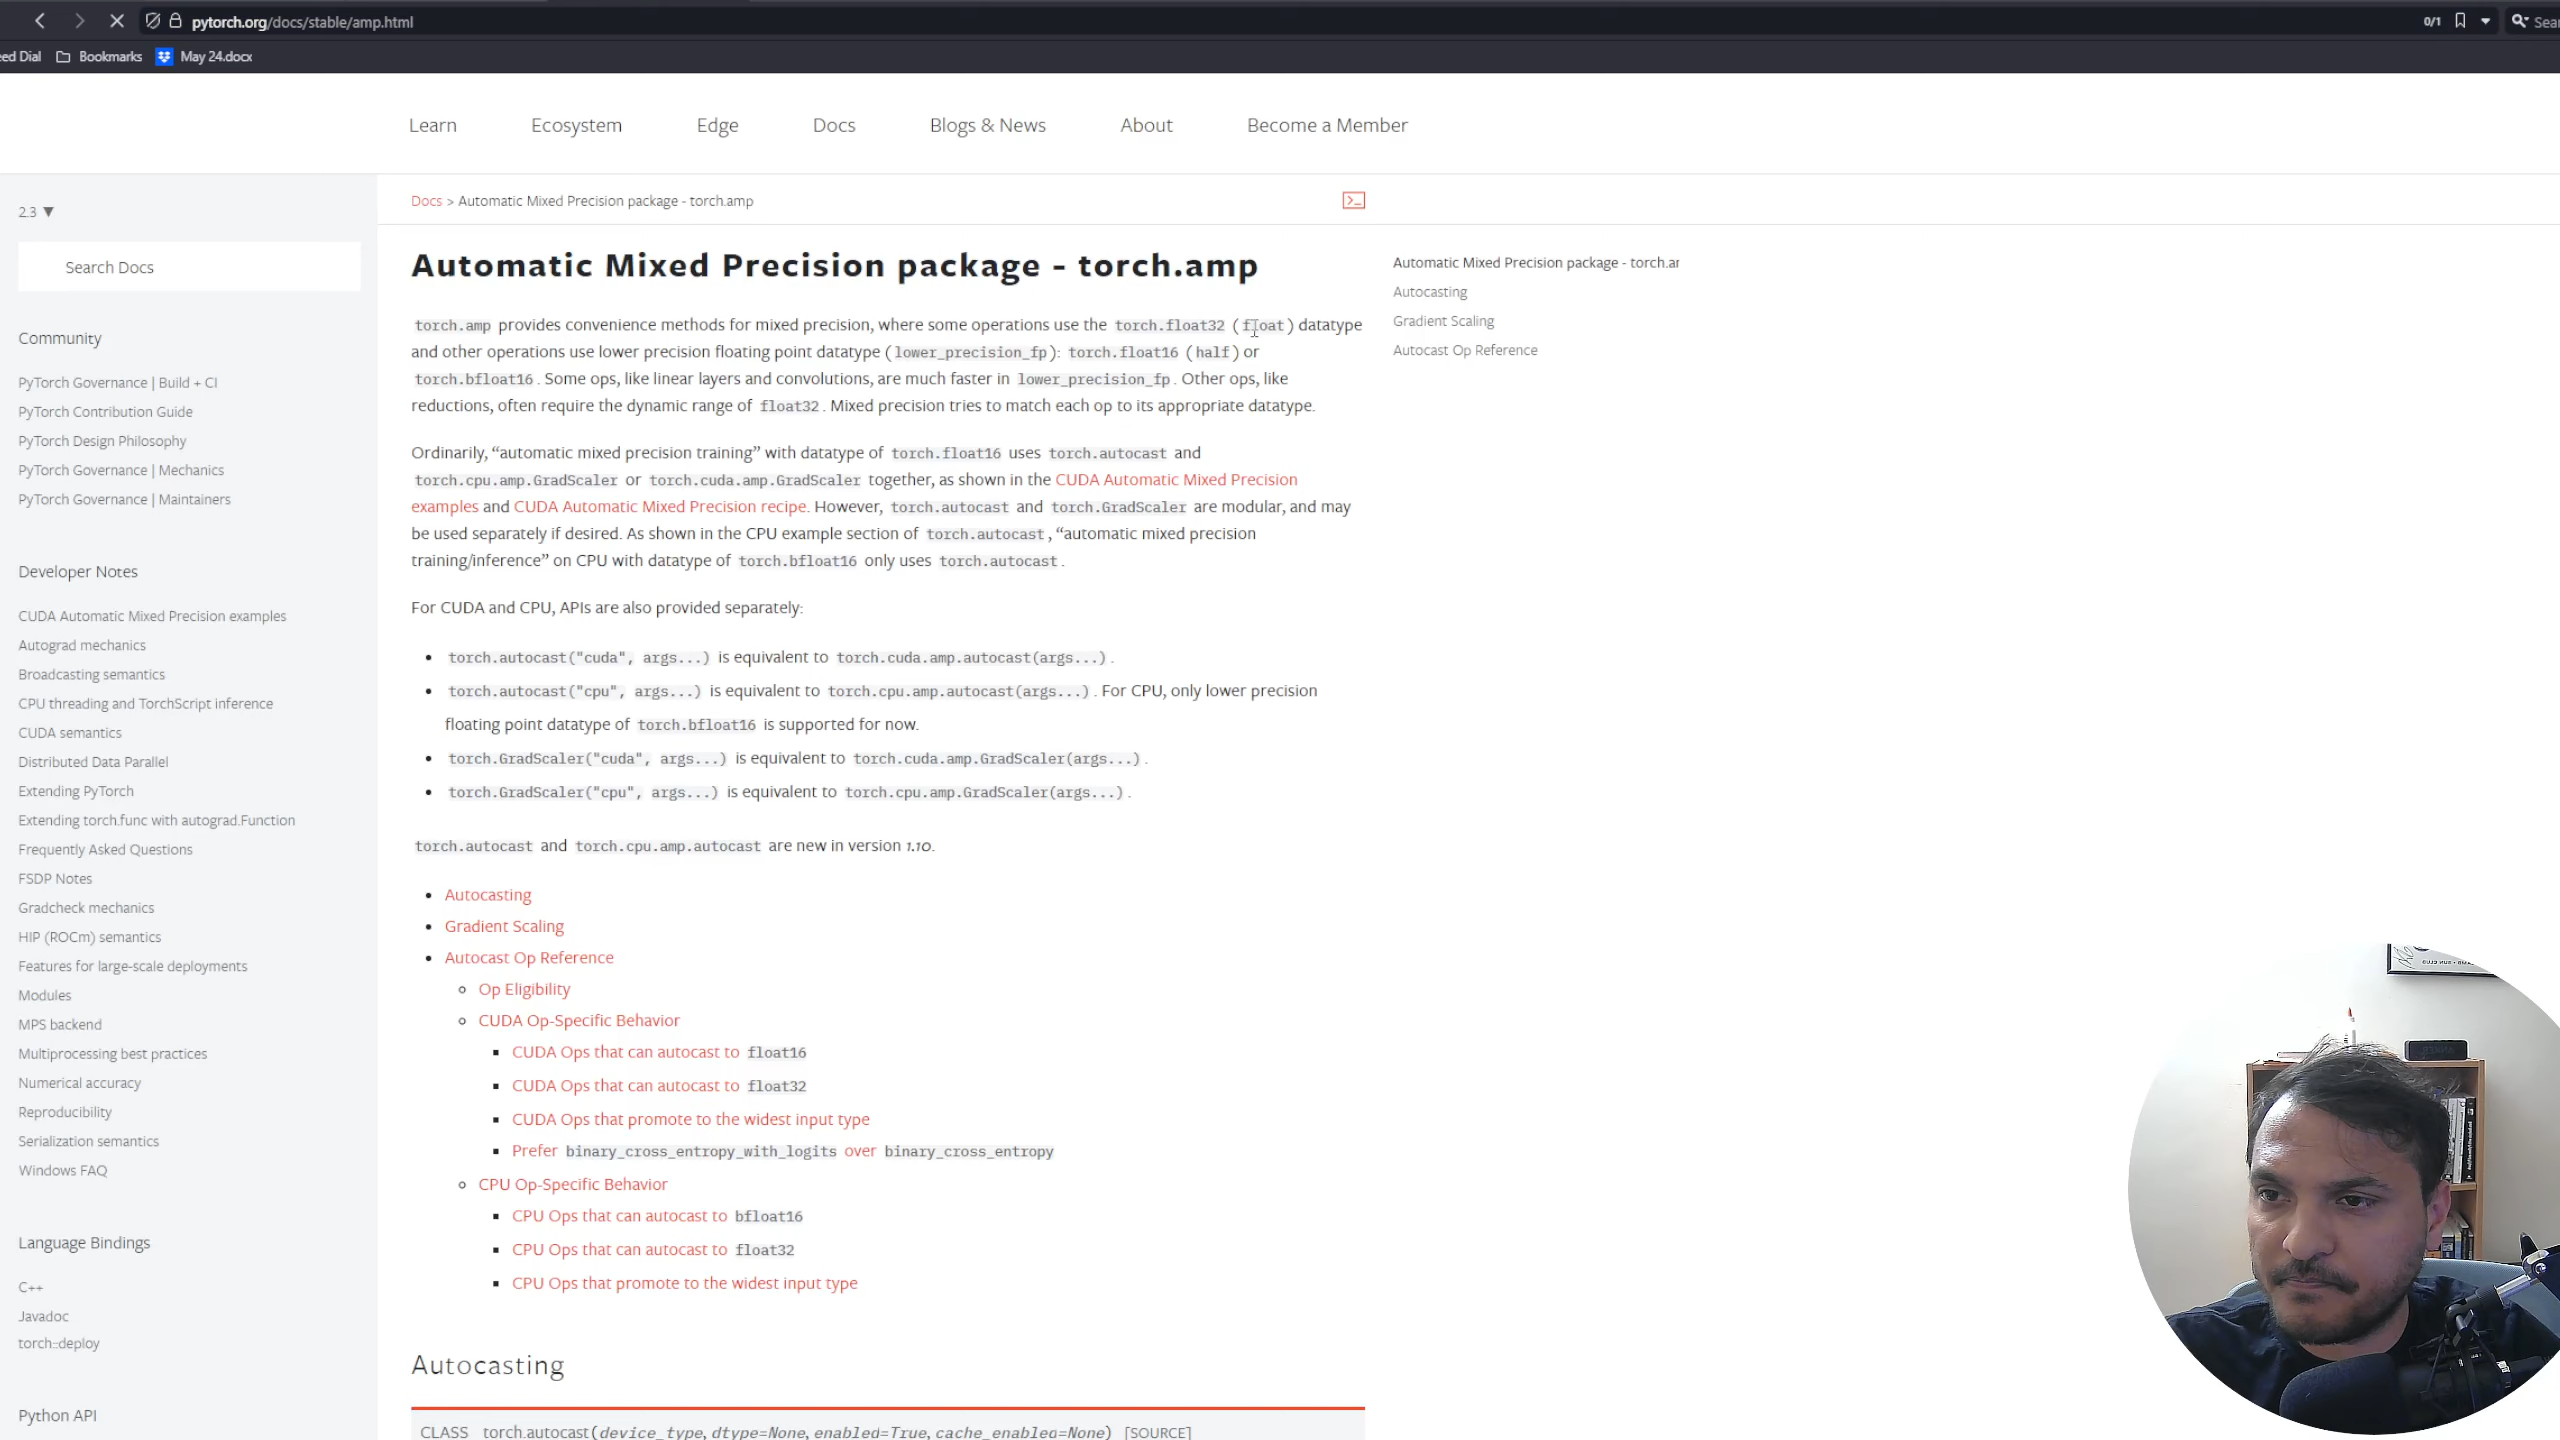 pytorch.org/docs/stable/amp.html
0/1
Sea
eed Dial
Bookmarks
May 24.docx
Learn
Ecosystem
Edge
Docs
Blogs & News
About
Become a Member
2.3 ▼
Docs > Automatic Mixed Precision package - torch.amp
Search Docs
Community
PyTorch Governance | Build + CI
PyTorch Contribution Guide
PyTorch Design Philosophy
PyTorch Governance | Mechanics
PyTorch Governance | Maintainers
Developer Notes
CUDA Automatic Mixed Precision examples
Autograd mechanics
Broadcasting semantics
CPU threading and TorchScript inference
CUDA semantics
Distributed Data Parallel
Extending PyTorch
Extending torch.func with autograd.Function
Frequently Asked Questions
FSDP Notes
Gradcheck mechanics
HIP (ROCm) semantics
Features for large-scale deployments
Modules
MPS backend
Multiprocessing best practices
Numerical accuracy
Reproducibility
Serialization semantics
Windows FAQ
Language Bindings
C++
Javadoc
torch::deploy
Python API
Automatic Mixed Precision package - torch.amp
torch.amp provides convenience methods for mixed precision, where some operations use the torch.float32 (float) datatype
and other operations use lower precision floating point datatype (lower_precision_fp): torch.float16 (half) or
torch.bfloat16. Some ops, like linear layers and convolutions, are much faster in lower_precision_fp. Other ops, like
reductions, often require the dynamic range of float32. Mixed precision tries to match each op to its appropriate datatype.
Ordinarily, “automatic mixed precision training” with datatype of torch.float16 uses torch.autocast and
torch.cpu.amp.GradScaler or torch.cuda.amp.GradScaler together, as shown in the CUDA Automatic Mixed Precision
examples and CUDA Automatic Mixed Precision recipe. However, torch.autocast and torch.GradScaler are modular, and may
be used separately if desired. As shown in the CPU example section of torch.autocast, “automatic mixed precision
training/inference” on CPU with datatype of torch.bfloat16 only uses torch.autocast.
For CUDA and CPU, APIs are also provided separately:
• torch.autocast("cuda", args...) is equivalent to torch.cuda.amp.autocast(args...).
• torch.autocast("cpu", args...) is equivalent to torch.cpu.amp.autocast(args...). For CPU, only lower precision
floating point datatype of torch.bfloat16 is supported for now.
• torch.GradScaler("cuda", args...) is equivalent to torch.cuda.amp.GradScaler(args...).
• torch.GradScaler("cpu", args...) is equivalent to torch.cpu.amp.GradScaler(args...).
torch.autocast and torch.cpu.amp.autocast are new in version 1.10.
• Autocasting
• Gradient Scaling
• Autocast Op Reference
◦ Op Eligibility
◦ CUDA Op-Specific Behavior
▪ CUDA Ops that can autocast to float16
▪ CUDA Ops that can autocast to float32
▪ CUDA Ops that promote to the widest input type
▪ Prefer binary_cross_entropy_with_logits over binary_cross_entropy
◦ CPU Op-Specific Behavior
▪ CPU Ops that can autocast to bfloat16
▪ CPU Ops that can autocast to float32
▪ CPU Ops that promote to the widest input type
Autocasting
CLASS torch.autocast(device_type, dtype=None, enabled=True, cache_enabled=None) [SOURCE]
Automatic Mixed Precision package - torch.ar
Autocasting
Gradient Scaling
Autocast Op Reference